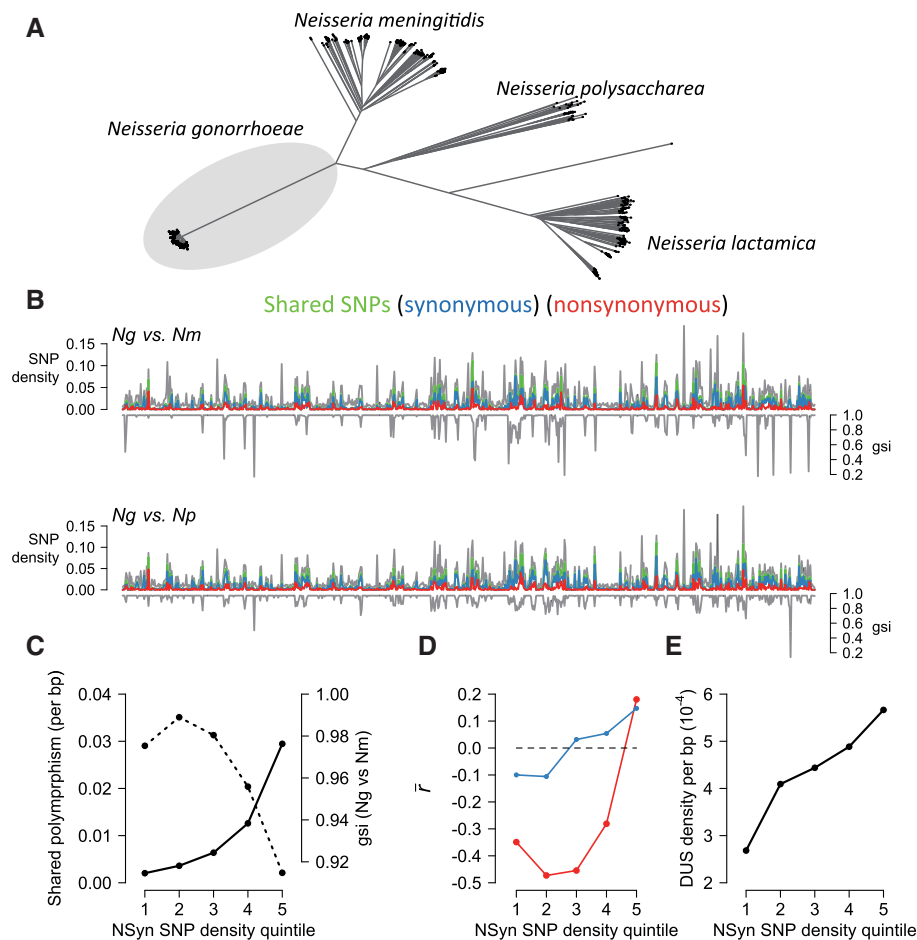 A
Neisseria meningitidis
Neisseria polysaccharea
Neisseria gonorrhoeae
Neisseria lactamica
B
Shared SNPs (synonymous) (nonsynonymous)
Ng vs. Nm
SNP density
0.15
0.10
0.05
0.00
1.0
0.8
0.6
0.4
0.2
gsi
Ng vs. Np
SNP density
0.15
0.10
0.05
0.00
1.0
0.8
0.6
0.4
0.2
gsi
C
Shared polymprphism (per bp)
0.04
0.03
0.02
0.01
0.00
1.00
0.98
0.96
0.94
0.92
gsi (Ng vs Nm)
1 2 3 4 5
NSyn SNP density quintile
D
r̅
0.2
0.1
0.0
-0.1
-0.2
-0.3
-0.4
-0.5
1 2 3 4 5
NSyn SNP density quintile
E
DUS density per bp (10⁻⁴)
6
5
4
3
2
1 2 3 4 5
NSyn SNP density quintile